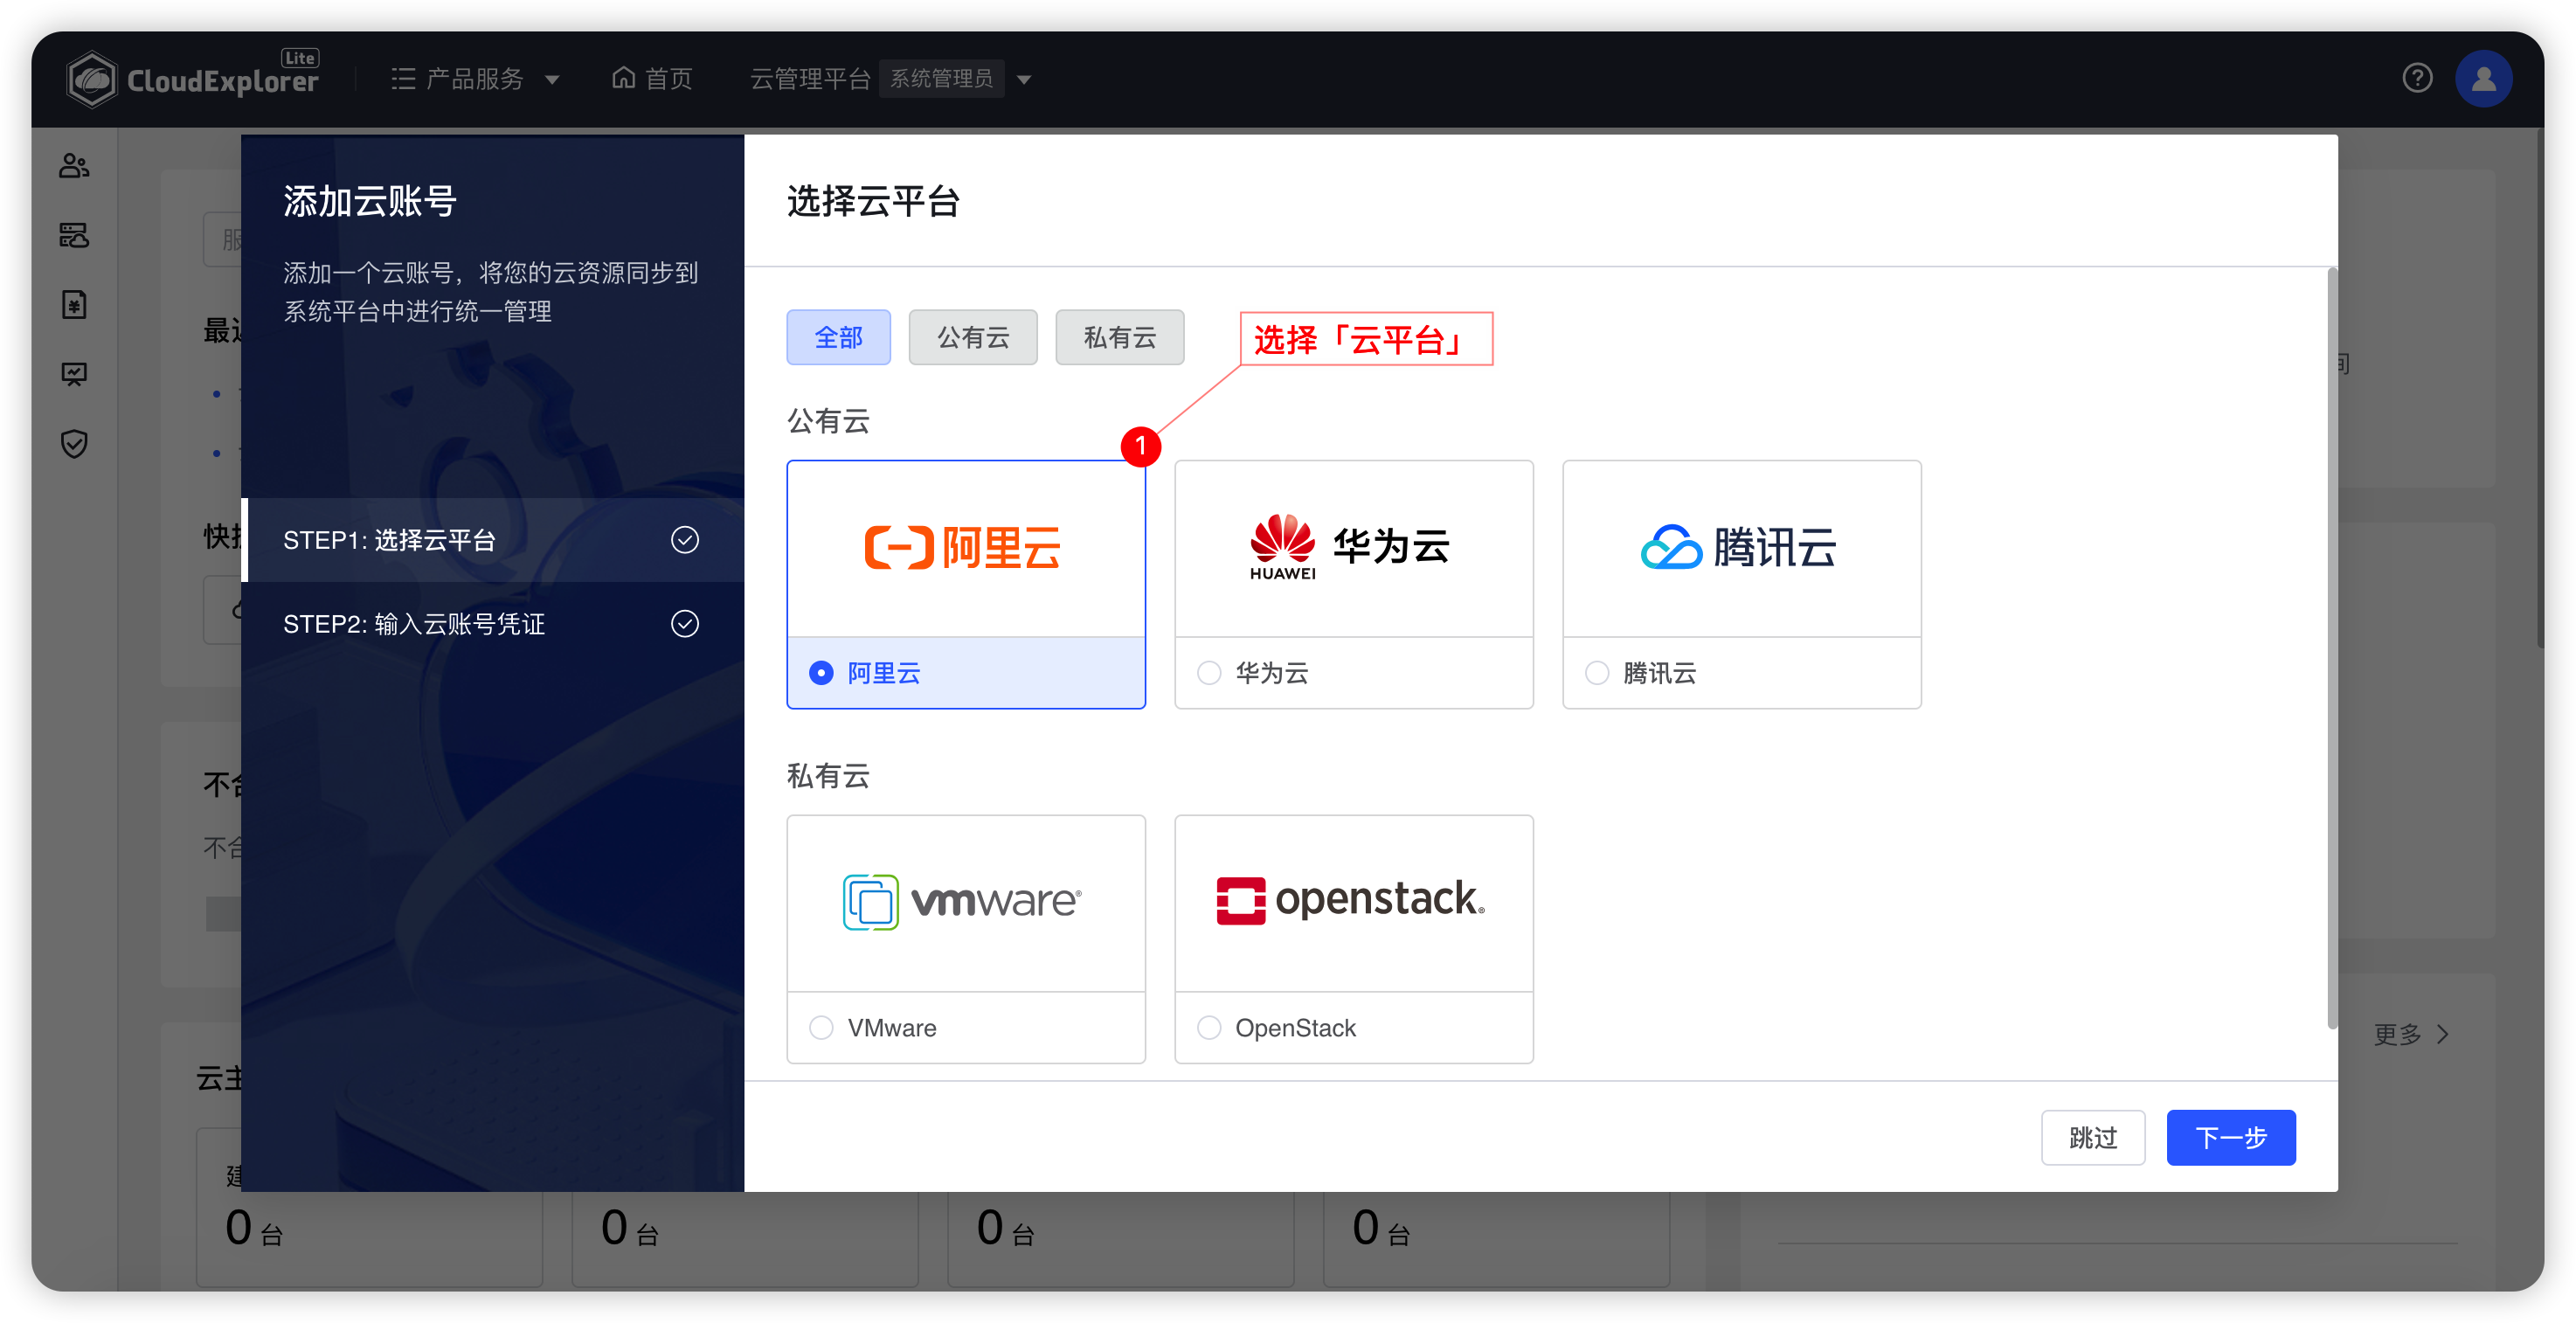 CloudExplorer
Lite
产品服务
首页
云管理平台
系统管理员
添加云账号
添加一个云账号，将您的云资源同步到
系统平台中进行统一管理
STEP1: 选择云平台
STEP2: 输入云账号凭证
选择云平台
全部
公有云
私有云
选择「云平台」
公有云
1
阿里云
HUAWEI
华为云
腾讯云
阿里云
华为云
腾讯云
私有云
vmware®
openstack®
VMware
OpenStack
更多
跳过
下一步
0 台
0 台
0 台
0 台